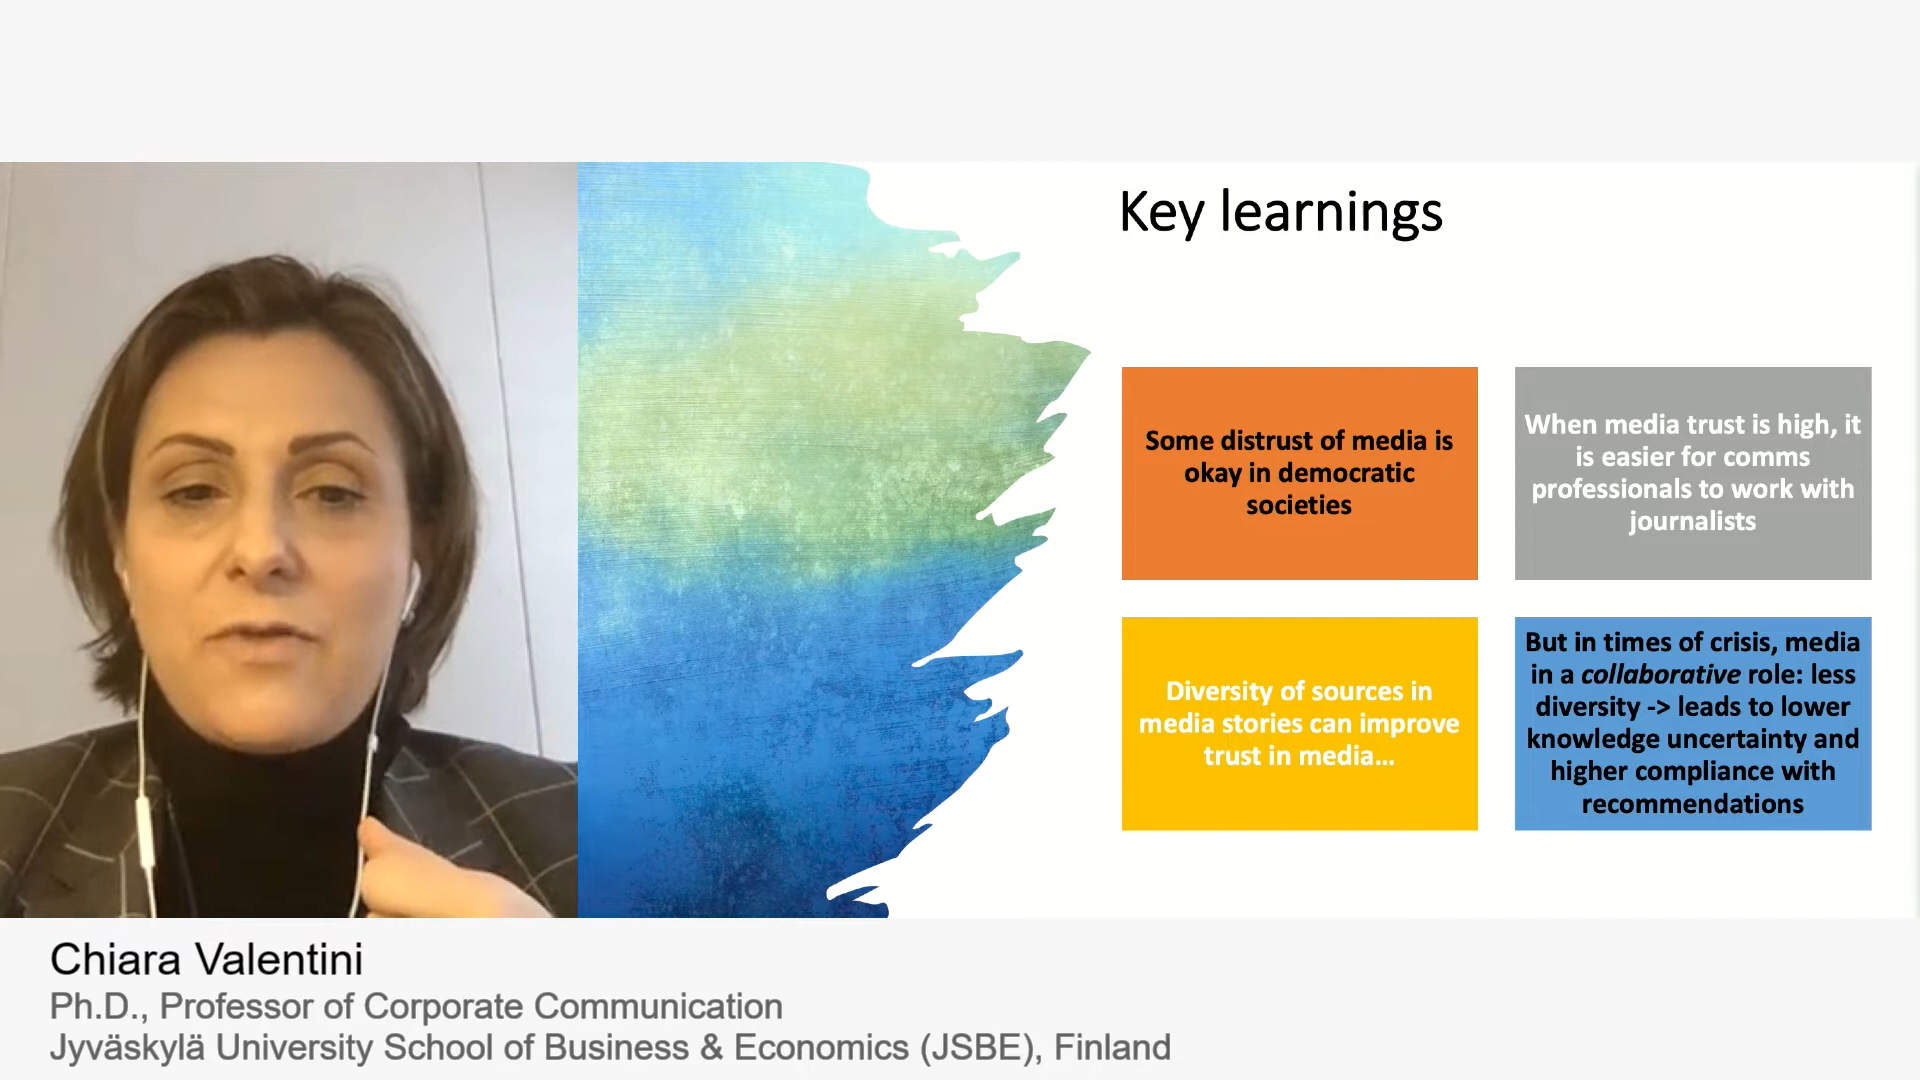 Key learnings
Some distrust of media is
okay in democratic
societies
When media trust is high, it
is easier for comms
professionals to work with
journalists
Diversity of sources in
media stories can improve
trust in media...
But in times of crisis, media
in a collaborative role: less
diversity -> leads to lower
knowledge uncertainty and
higher compliance with
recommendations
Chiara Valentini
Ph.D., Professor of Corporate Communication
Jyväskylä University School of Business & Economics (JSBE), Finland